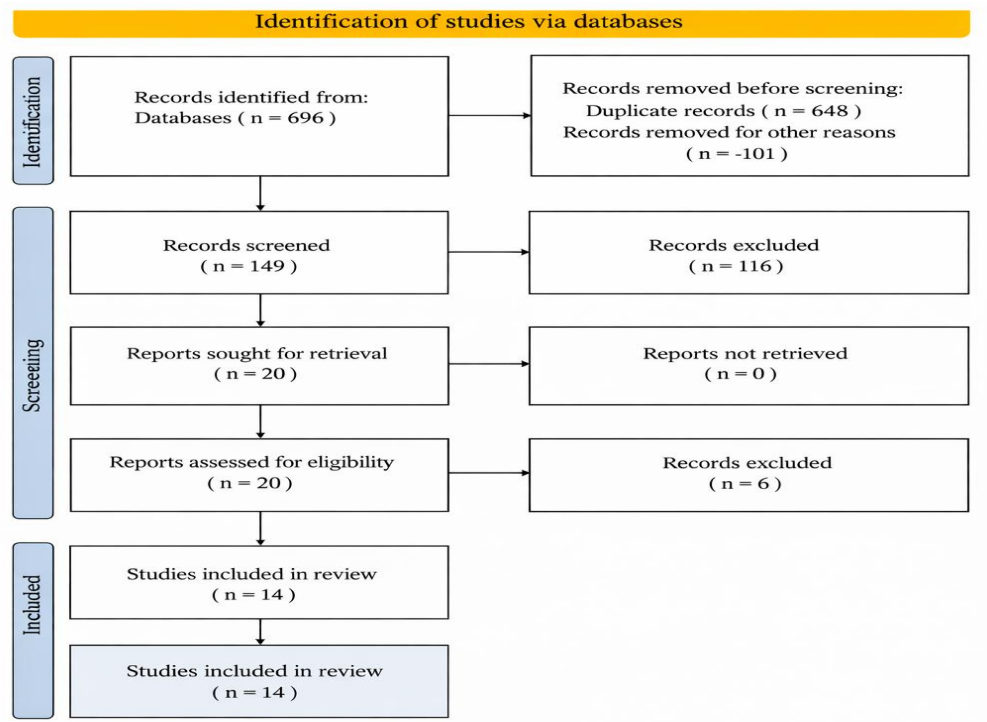 Identification of studies via databases
Identification
Records identified from:
Databases ( n = 696 )
Records removed before screening:
Duplicate records ( n = 648 )
Records removed for other reasons
( n = -101 )
Screeeling
Records screened
( n = 149 )
Records excluded
( n = 116 )
Reports sought for retrieval
( n = 20 )
Reports not retrieved
( n = 0 )
Reports assessed for eligibility
( n = 20 )
Records excluded
( n = 6 )
Included
Studies included in review
( n = 14 )
Studies included in review
( n = 14 )